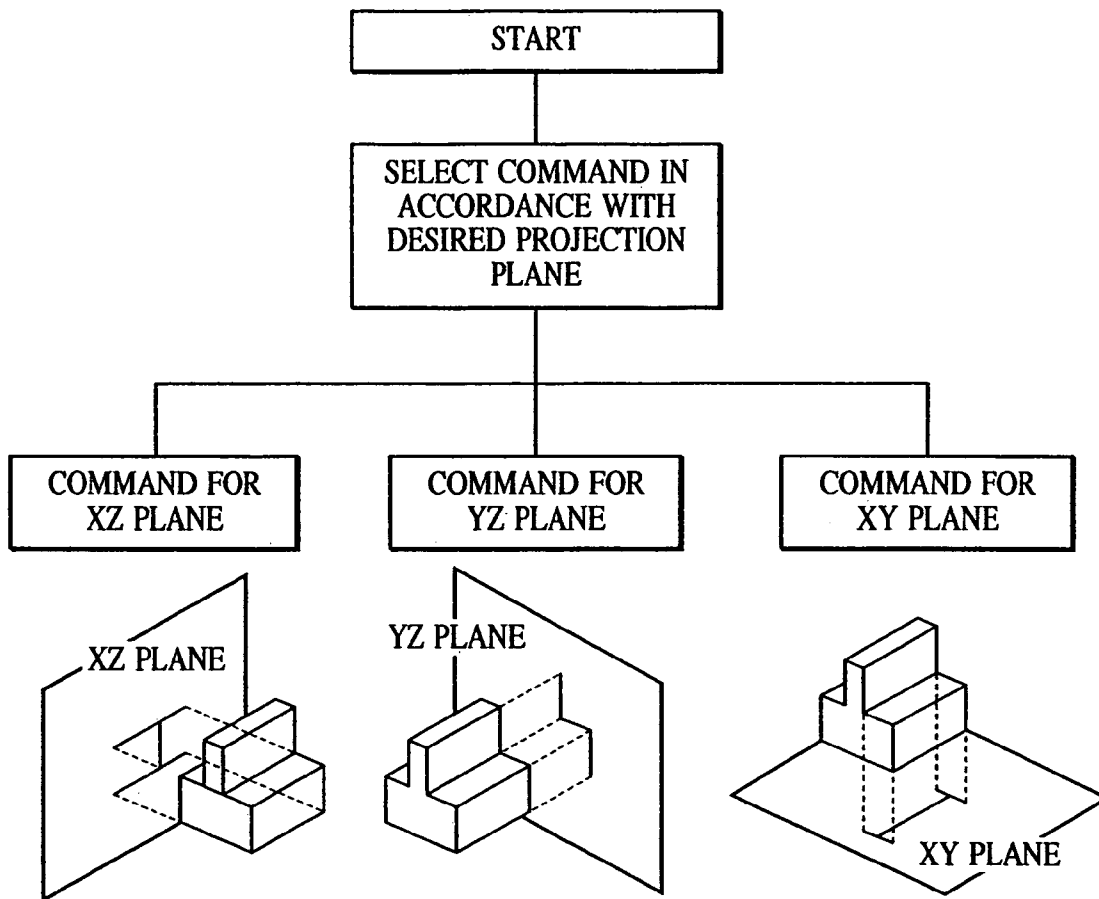 START
SELECT COMMAND IN
ACCORDANCE WITH
DESIRED PROJECTION
PLANE
COMMAND FOR
XZ PLANE
COMMAND FOR
YZ PLANE
COMMAND FOR
XY PLANE
XZ PLANE
YZ PLANE
XY PLANE